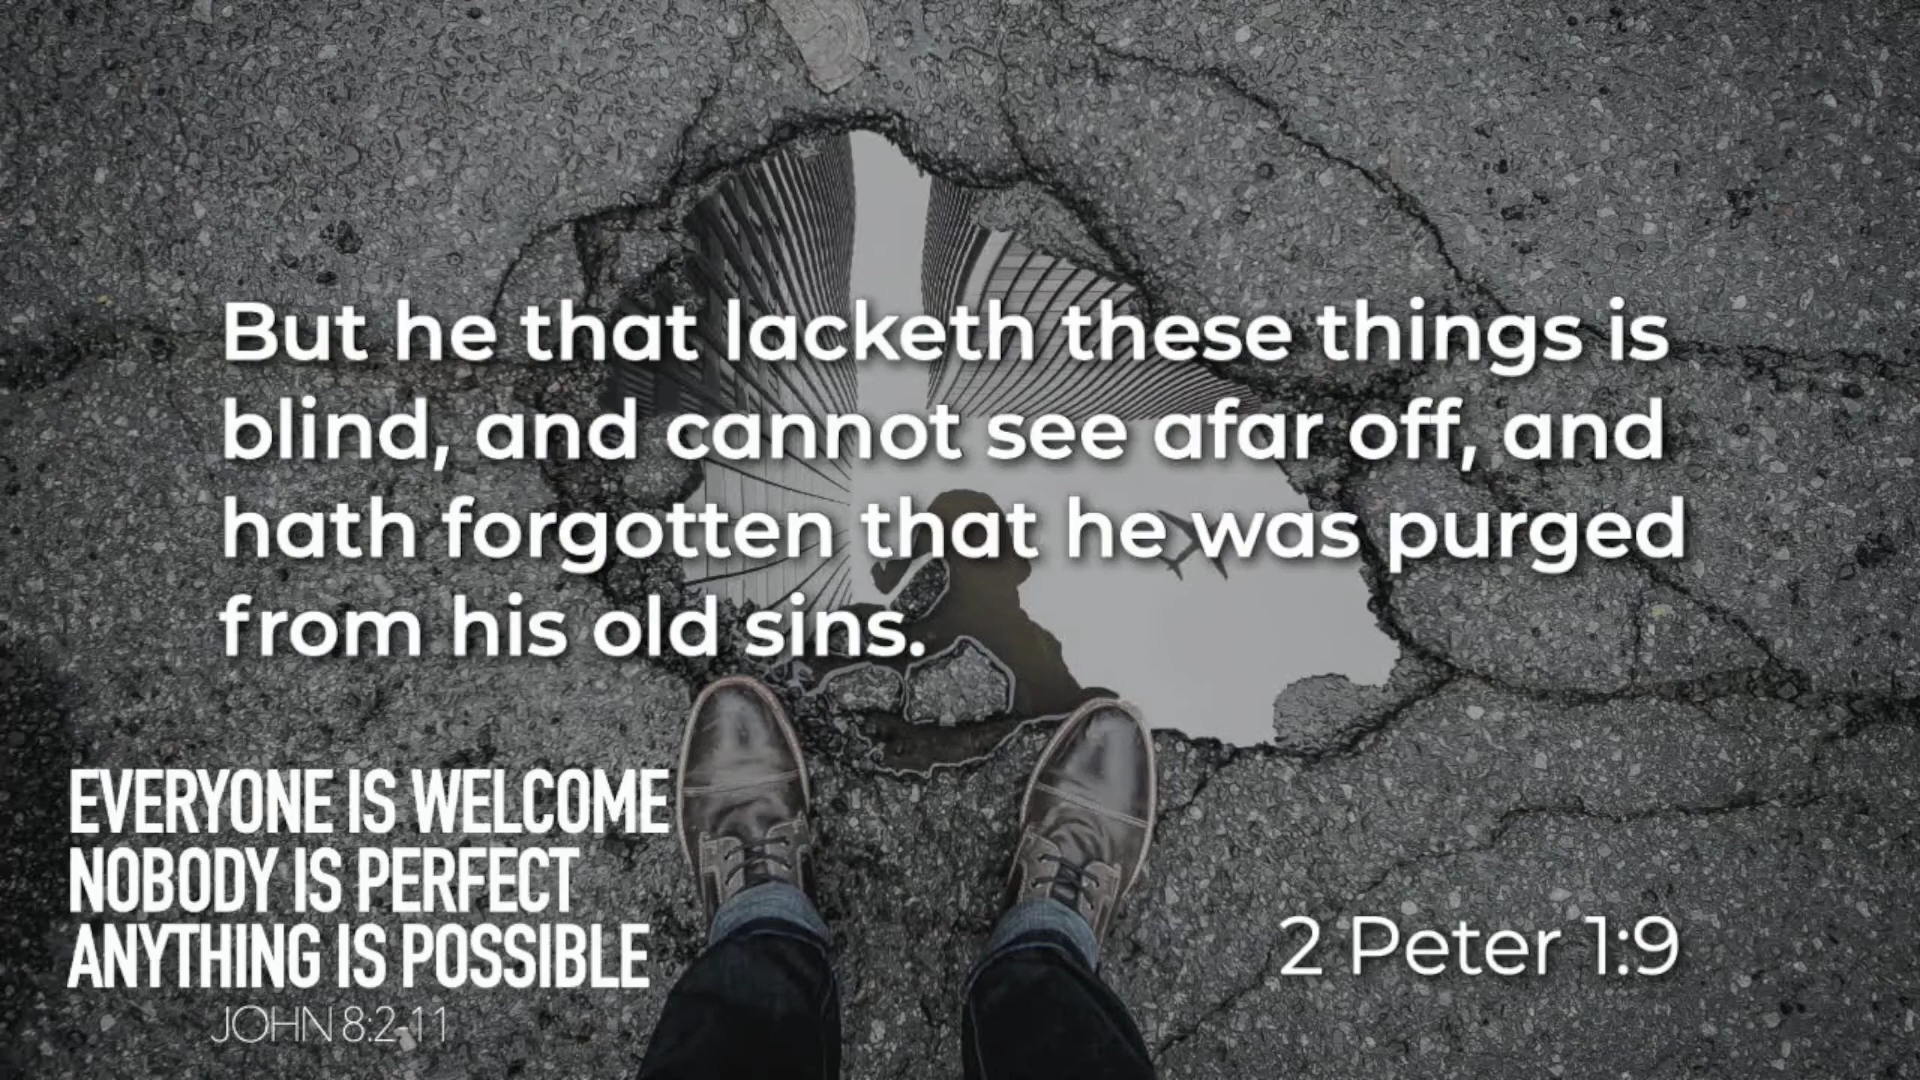 But he that lacketh these things is
blind, and cannot see afar off, and
hath forgotten that he was purged
from his old sins.
EVERYONE IS WELCOME
NOBODY IS PERFECT
ANYTHING IS POSSIBLE
JOHN 8:2-11
2 Peter 1:9